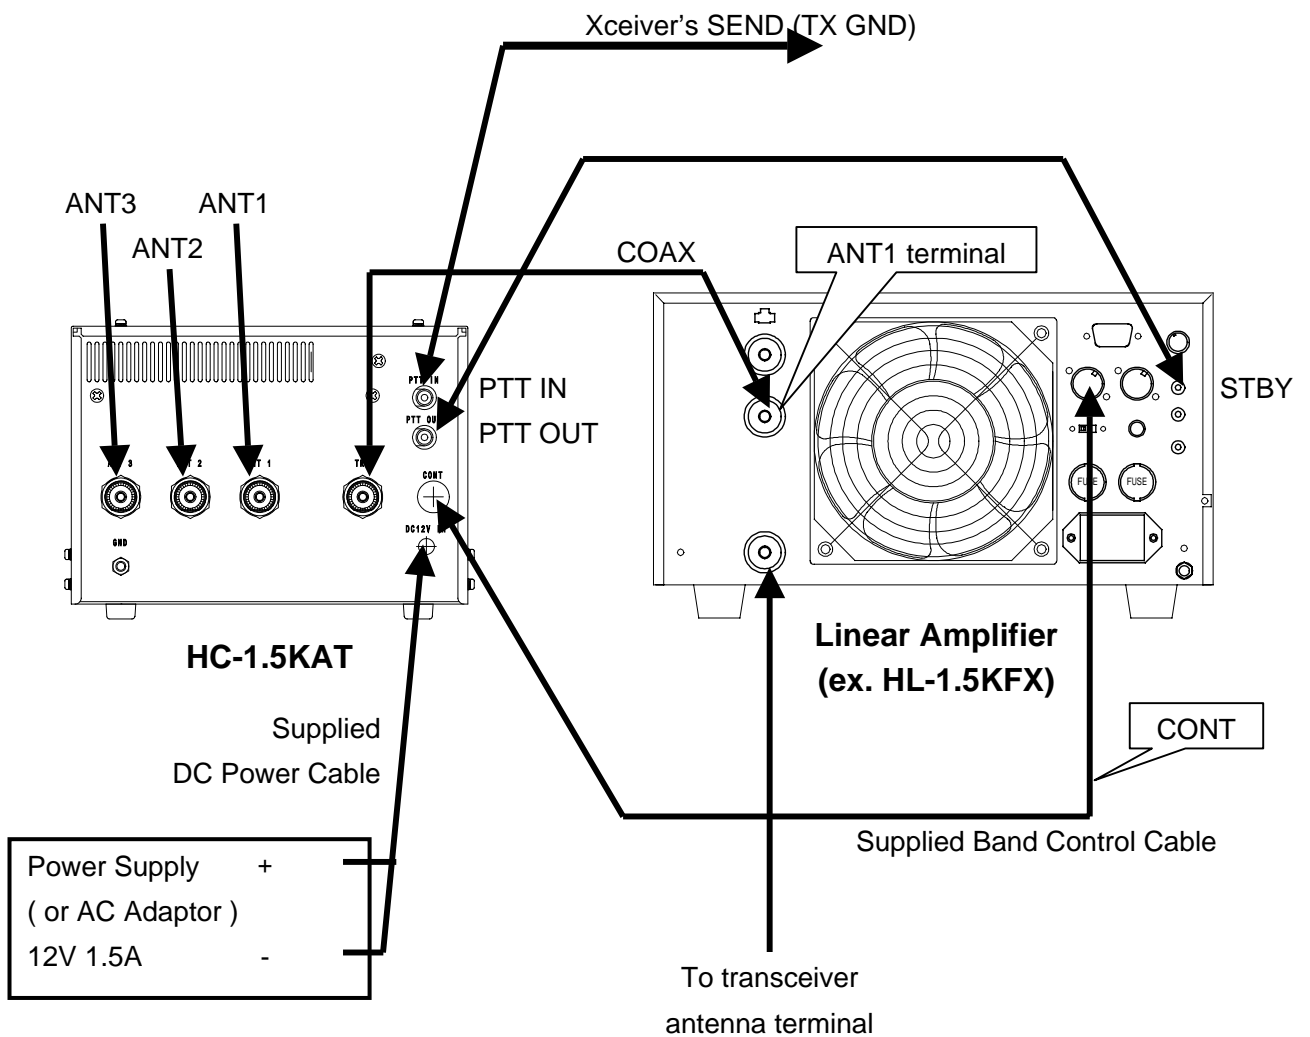 Xceiver's SEND (TX GND)
ANT3
ANT1
ANT2
COAX
ANT1 terminal
PTT IN
PTT IN
STBY
PTT OUT
CONT
DC12V
GND
FUSE
FUSE
HC-1.5KAT
Linear Amplifier
(ex. HL-1.5KFX)
Supplied
DC Power Cable
CONT
Supplied Band Control Cable
Power Supply +
( or AC Adaptor )
12V 1.5A -
To transceiver
antenna terminal